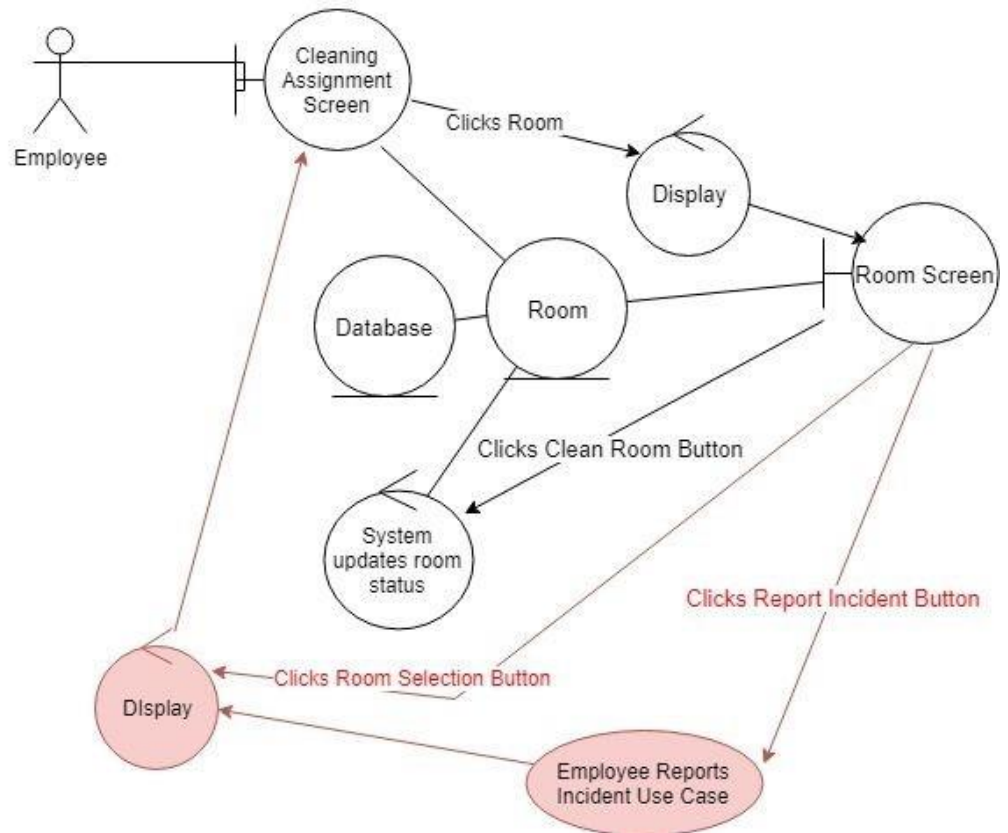 Cleaning
Assignment
Screen
Employee
Clicks Room
Display
Room Screen
Database
Room
Clicks Clean Room Button
System
updates room
status
Clicks Report Incident Button
Clicks Room Selection Button
DIsplay
Employee Reports
Incident Use Case